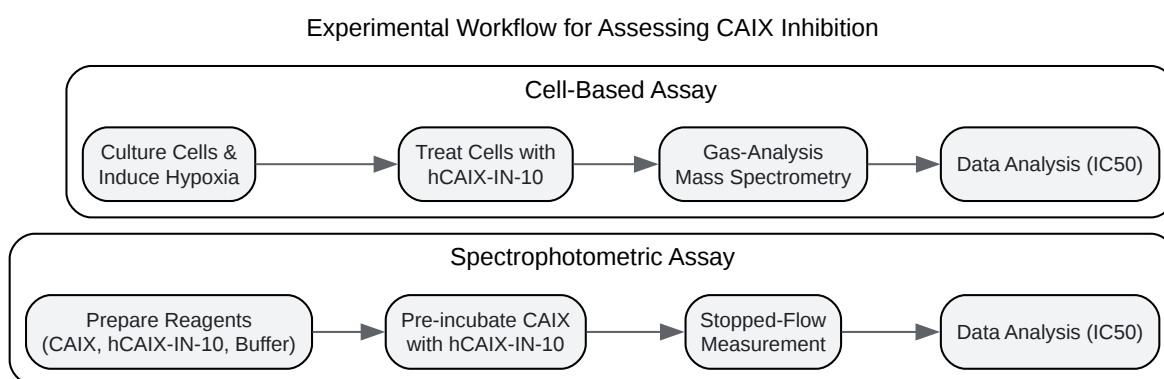 Experimental Workflow for Assessing CAIX Inhibition
Cell-Based Assay
Culture Cells &
Induce Hypoxia
Treat Cells with
hCAIX-IN-10
Gas-Analysis
Mass Spectrometry
Data Analysis (IC50)
Spectrophotometric Assay
Prepare Reagents
(CAIX, hCAIX-IN-10, Buffer)
Pre-incubate CAIX
with hCAIX-IN-10
Stopped-Flow
Measurement
Data Analysis (IC50)